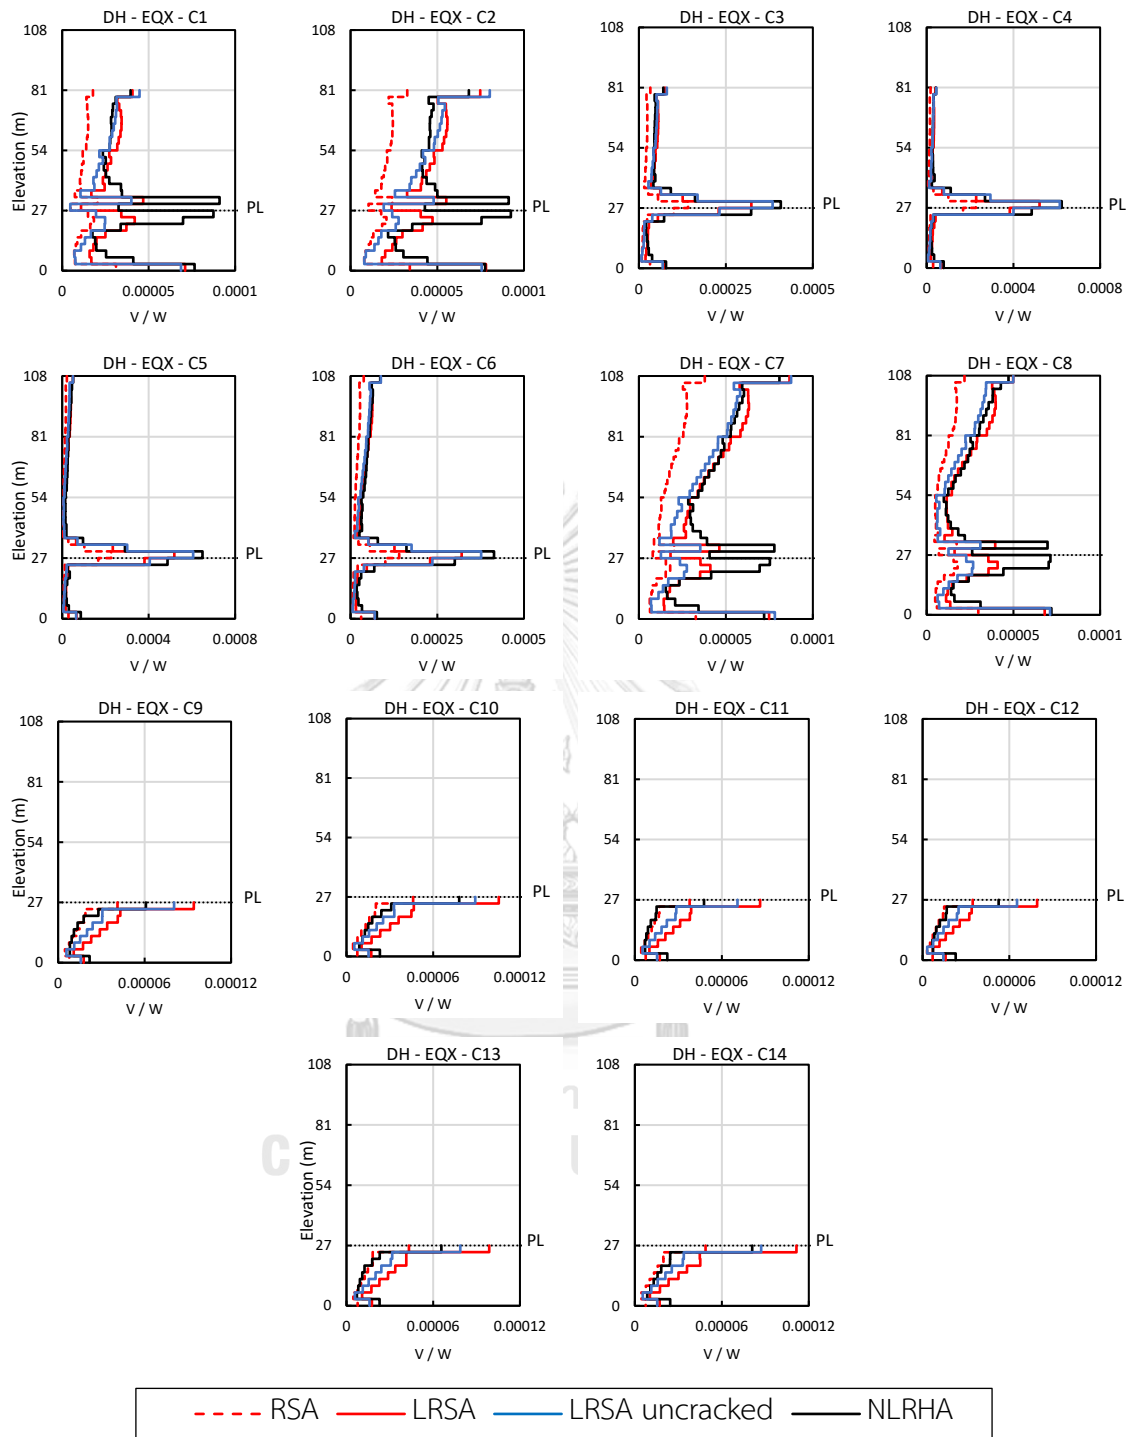 DH - EQX - C1
DH - EQX - C2
DH - EQX - C3
DH - EQX - C4
108
81
54
27
0
Elevation (m)
PL
0 0.00005 0.0001
V / W
108
81
54
27
0
PL
0 0.00005 0.0001
V / W
108
81
54
27
0
PL
0 0.00025 0.0005
V / W
108
81
54
27
0
PL
0 0.0004 0.0008
V / W
DH - EQX - C5
DH - EQX - C6
DH - EQX - C7
DH - EQX - C8
108
81
54
27
0
Elevation (m)
PL
0 0.0004 0.0008
V / W
108
81
54
27
0
PL
0 0.00025 0.0005
V / W
108
81
54
27
0
PL
0 0.00005 0.0001
V / W
108
81
54
27
0
PL
0 0.00005 0.0001
V / W
DH - EQX - C9
DH - EQX - C10
DH - EQX - C11
DH - EQX - C12
108
81
54
27
0
Elevation (m)
PL
0 0.00006 0.00012
V / W
108
81
54
27
0
PL
0 0.00006 0.00012
V / W
108
81
54
27
0
PL
0 0.00006 0.00012
V / W
108
81
54
27
0
PL
0 0.00006 0.00012
V / W
DH - EQX - C13
DH - EQX - C14
108
81
54
27
0
Elevation (m)
PL
0 0.00006 0.00012
V / W
108
81
54
27
0
PL
0 0.00006 0.00012
V / W
RSA LRSA LRSA uncracked NLRHA